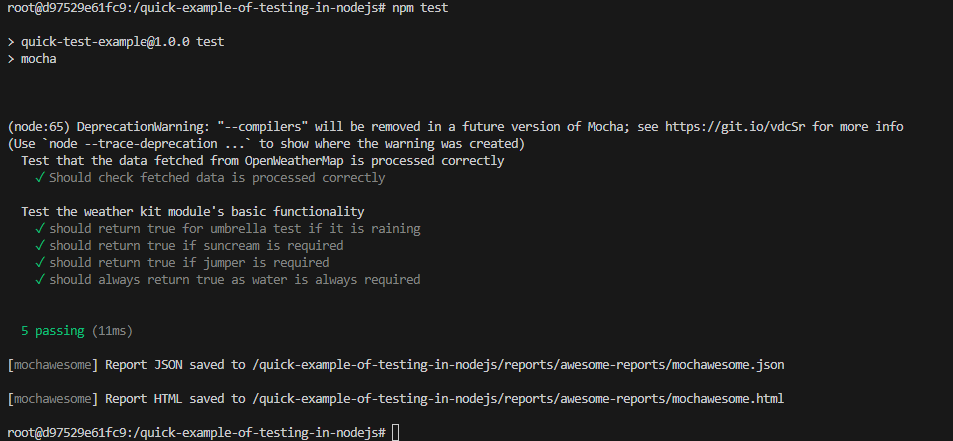 root@d97529e61fc9:/quick-example-of-testing-in-nodejs# npm test
> quick-test-example@1.0.0 test
> mocha
(node:65) DeprecationWarning: "--compilers" will be removed in a future version of Mocha; see https://git.io/vdcSr for more info
(Use `node --trace-deprecation ...` to show where the warning was created)
Test that the data fetched from OpenWeatherMap is processed correctly
✓ Should check fetched data is processed correctly
Test the weather kit module's basic functionality
✓ should return true for umbrella test if it is raining
✓ should return true if suncream is required
✓ should return true if jumper is required
✓ should always return true as water is always required
5 passing (11ms)
[mochawesome] Report JSON saved to /quick-example-of-testing-in-nodejs/reports/awesome-reports/mochawesome.json
[mochawesome] Report HTML saved to /quick-example-of-testing-in-nodejs/reports/awesome-reports/mochawesome.html
root@d97529e61fc9:/quick-example-of-testing-in-nodejs#